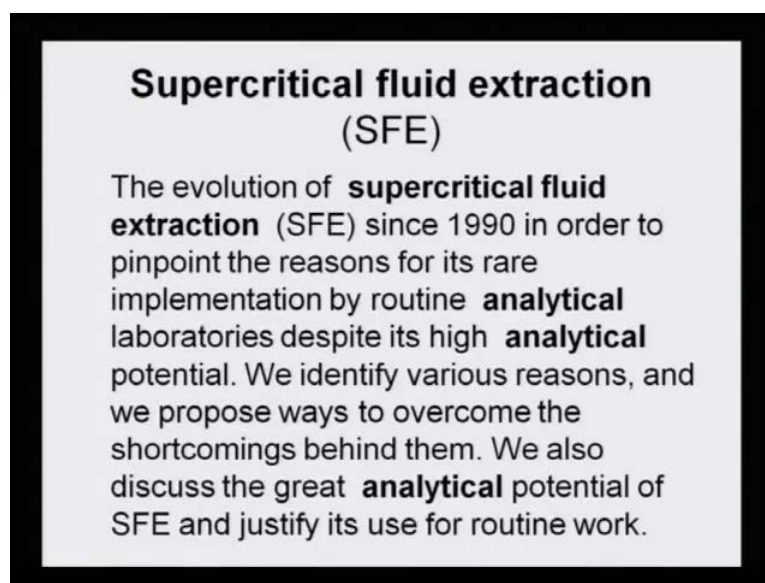 Supercritical fluid extraction
(SFE)
The evolution of supercritical fluid
extraction (SFE) since 1990 in order to
pinpoint the reasons for its rare
implementation by routine analytical
laboratories despite its high analytical
potential. We identify various reasons, and
we propose ways to overcome the
shortcomings behind them. We also
discuss the great analytical potential of
SFE and justify its use for routine work.